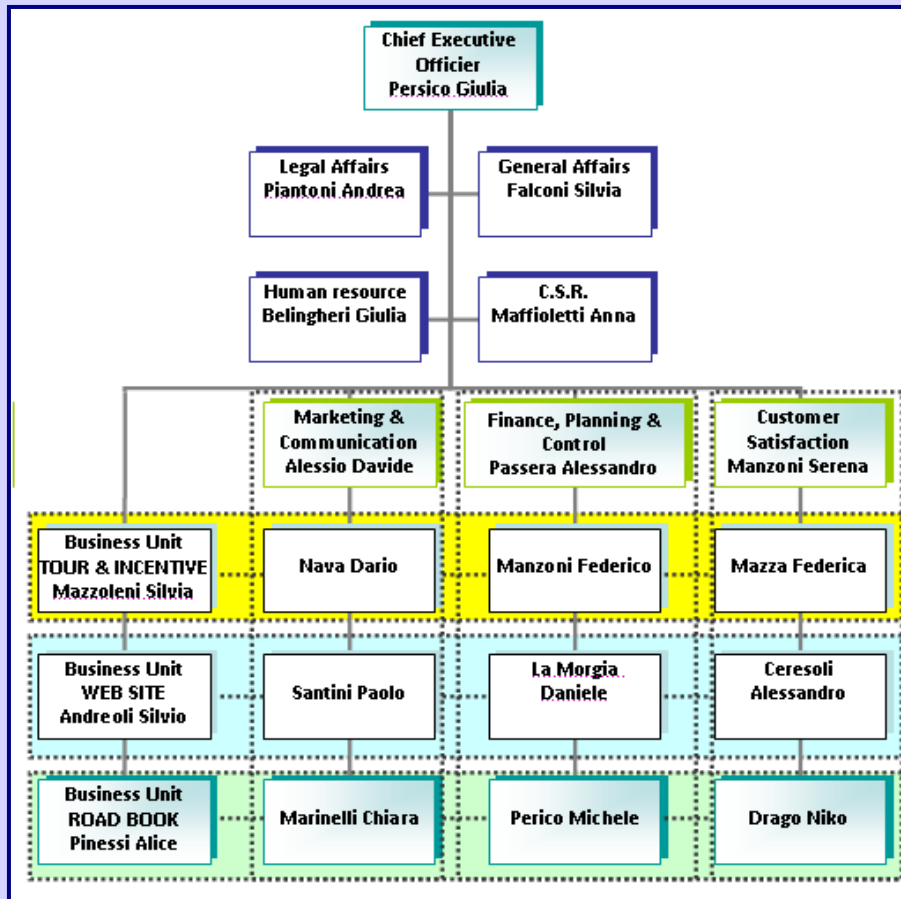 Chief Executive
Officier
Persico Giulia
Legal Affairs
Piantoni Andrea
General Affairs
Falconi Silvia
Human resource
Belingheri Giulia
C.S.R.
Maffioletti Anna
Marketing &
Communication
Alessio Davide
Finance, Planning &
Control
Passera Alessandro
Customer
Satisfaction
Manzoni Serena
Business Unit
TOUR & INCENTIVE
Mazzoleni Silvia
Nava Dario
Manzoni Federico
Mazza Federica
Business Unit
WEB SITE
Andreoli Silvio
Santini Paolo
La Morgia
Daniele
Ceresoli
Alessandro
Business Unit
ROAD BOOK
Pinessi Alice
Marinelli Chiara
Perico Michele
Drago Niko